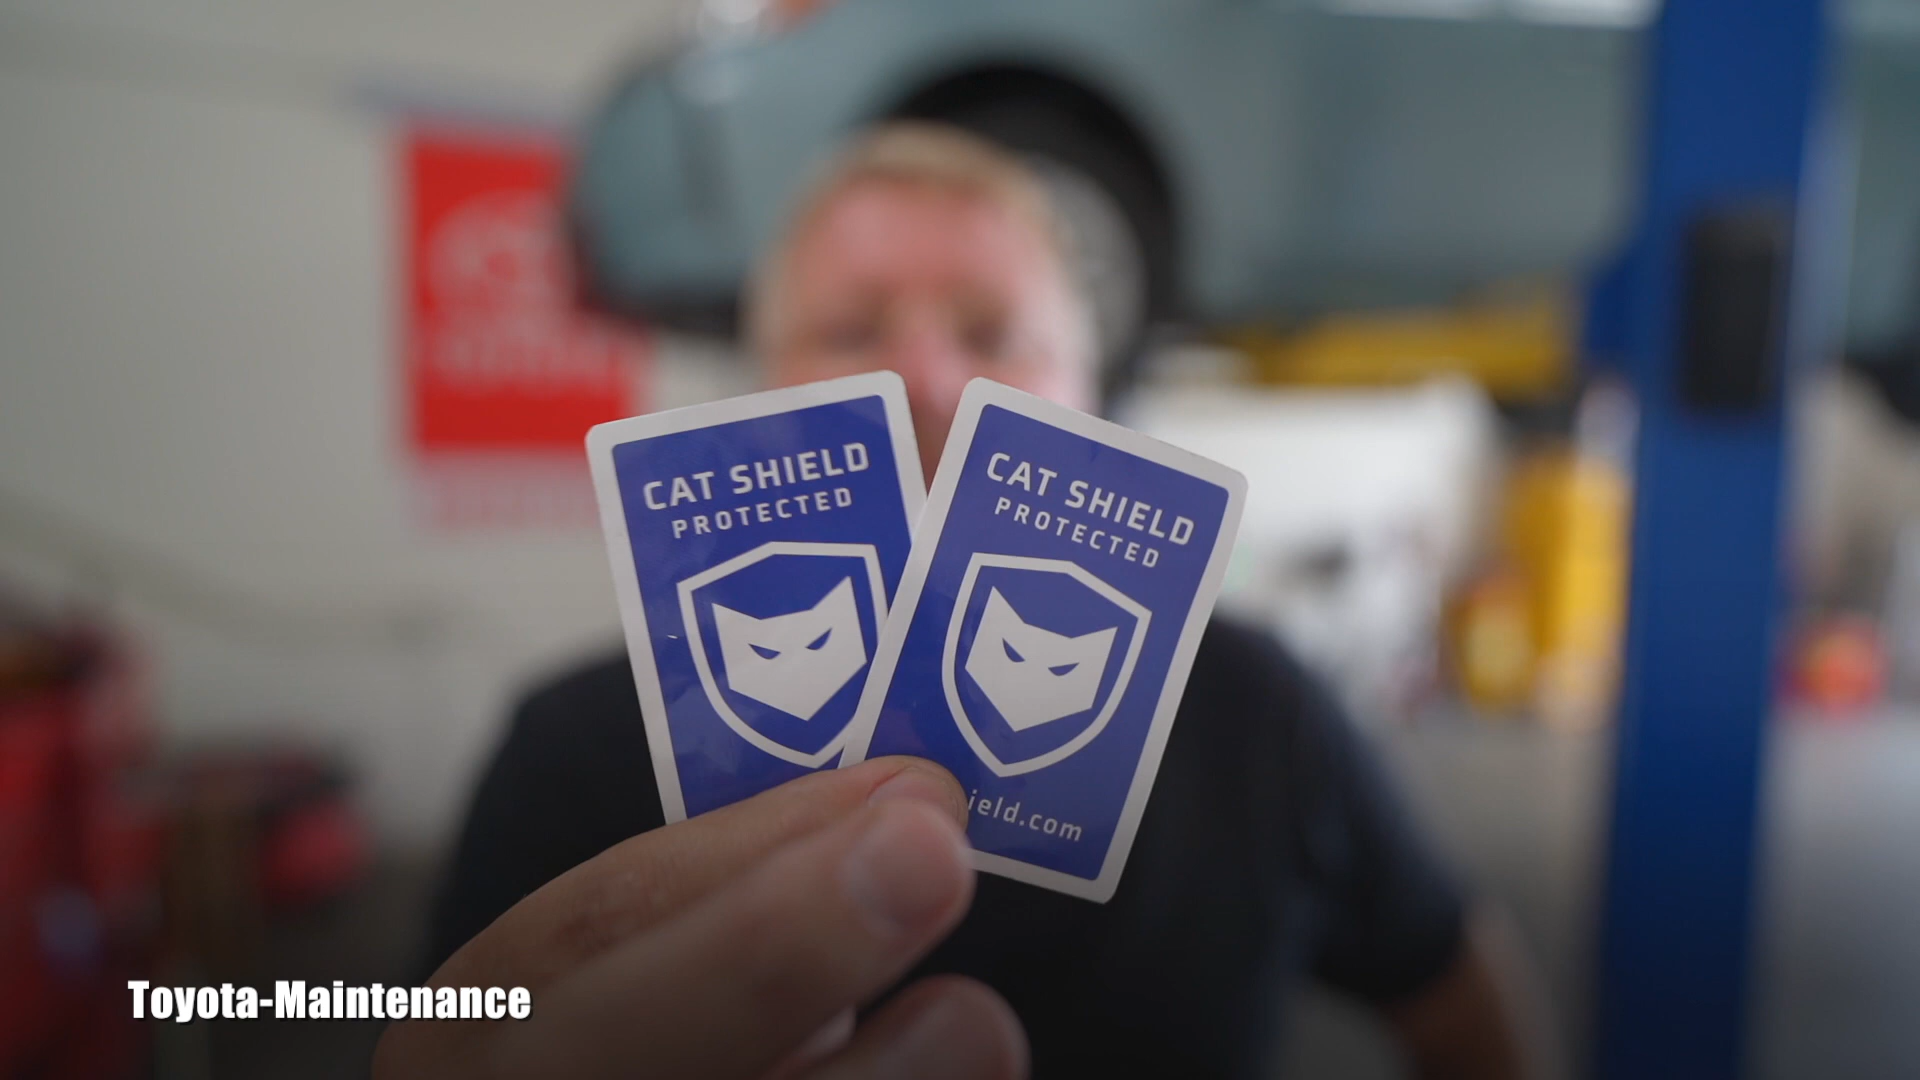 CAT SHIELD
PROTECTED
CAT SHIELD
PROTECTED
ield.com
Toyota-Maintenance